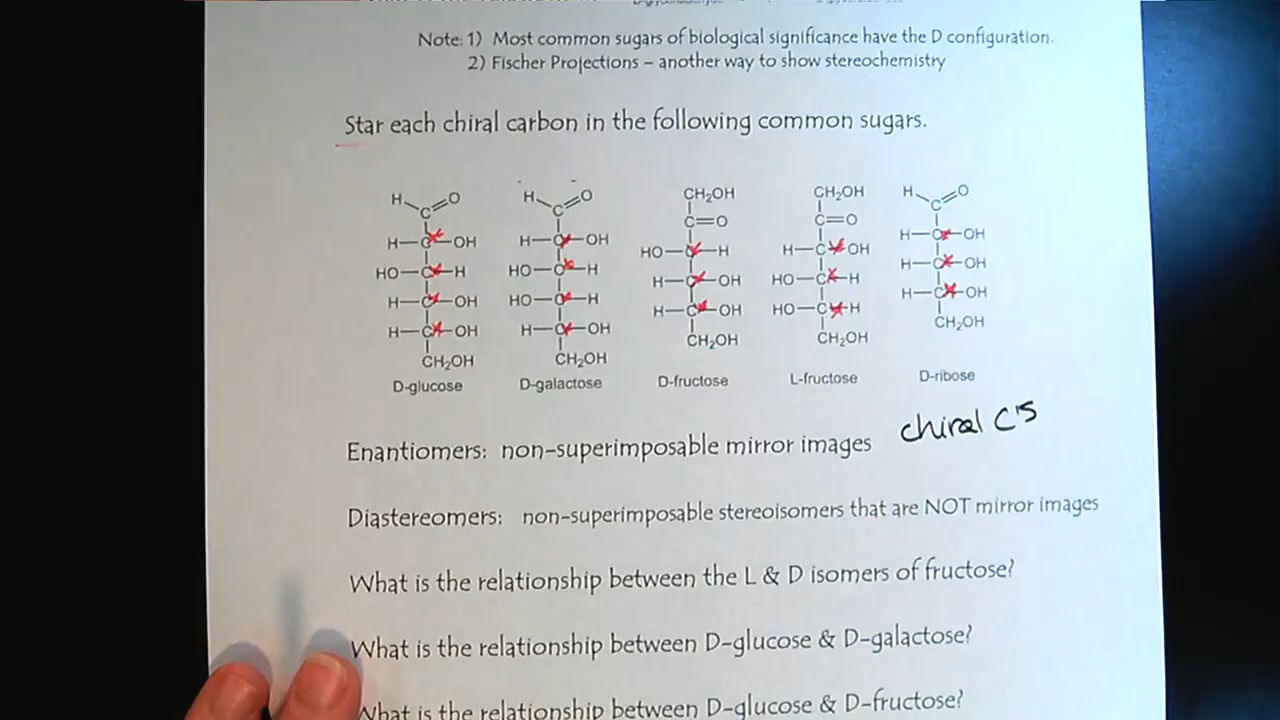 Note: 1) Most common sugars of biological significance have the D configuration.
2) Fischer Projections – another way to show stereochemistry
Star each chiral carbon in the following common sugars.
H O H O CH₂OH CH₂OH H O
C C C=O C=O C
H—C—OH H—C—OH HO—C—H H—C—OH H—C—OH
HO—C—H HO—C—H H—C—OH HO—C—H H—C—OH
H—C—OH HO—C—H H—C—OH HO—C—H H—C—OH
H—C—OH H—C—OH CH₂OH CH₂OH CH₂OH
CH₂OH CH₂OH
D-glucose D-galactose D-fructose L-fructose D-ribose
chiral C's
Enantiomers: non-superimposable mirror images
Diastereomers: non-superimposable stereoisomers that are NOT mirror images
What is the relationship between the L & D isomers of fructose?
What is the relationship between D-glucose & D-galactose?
What is the relationship between D-glucose & D-fructose?